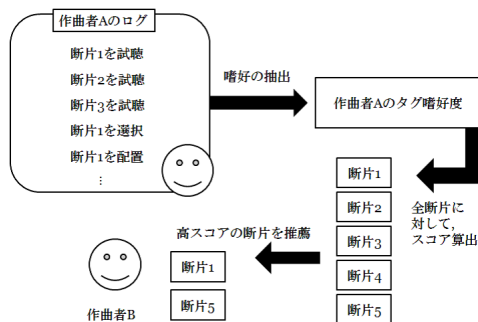 作曲者Aのログ
断片1を試聴
断片2を試聴
断片3を試聴
断片1を選択
断片1を配置
⋮
嗜好の抽出
作曲者Aのタグ嗜好度
断片1
断片2
断片3
断片4
断片5
全断片に
対して,
スコア算出
高スコアの断片を推薦
断片1
断片5
作曲者B